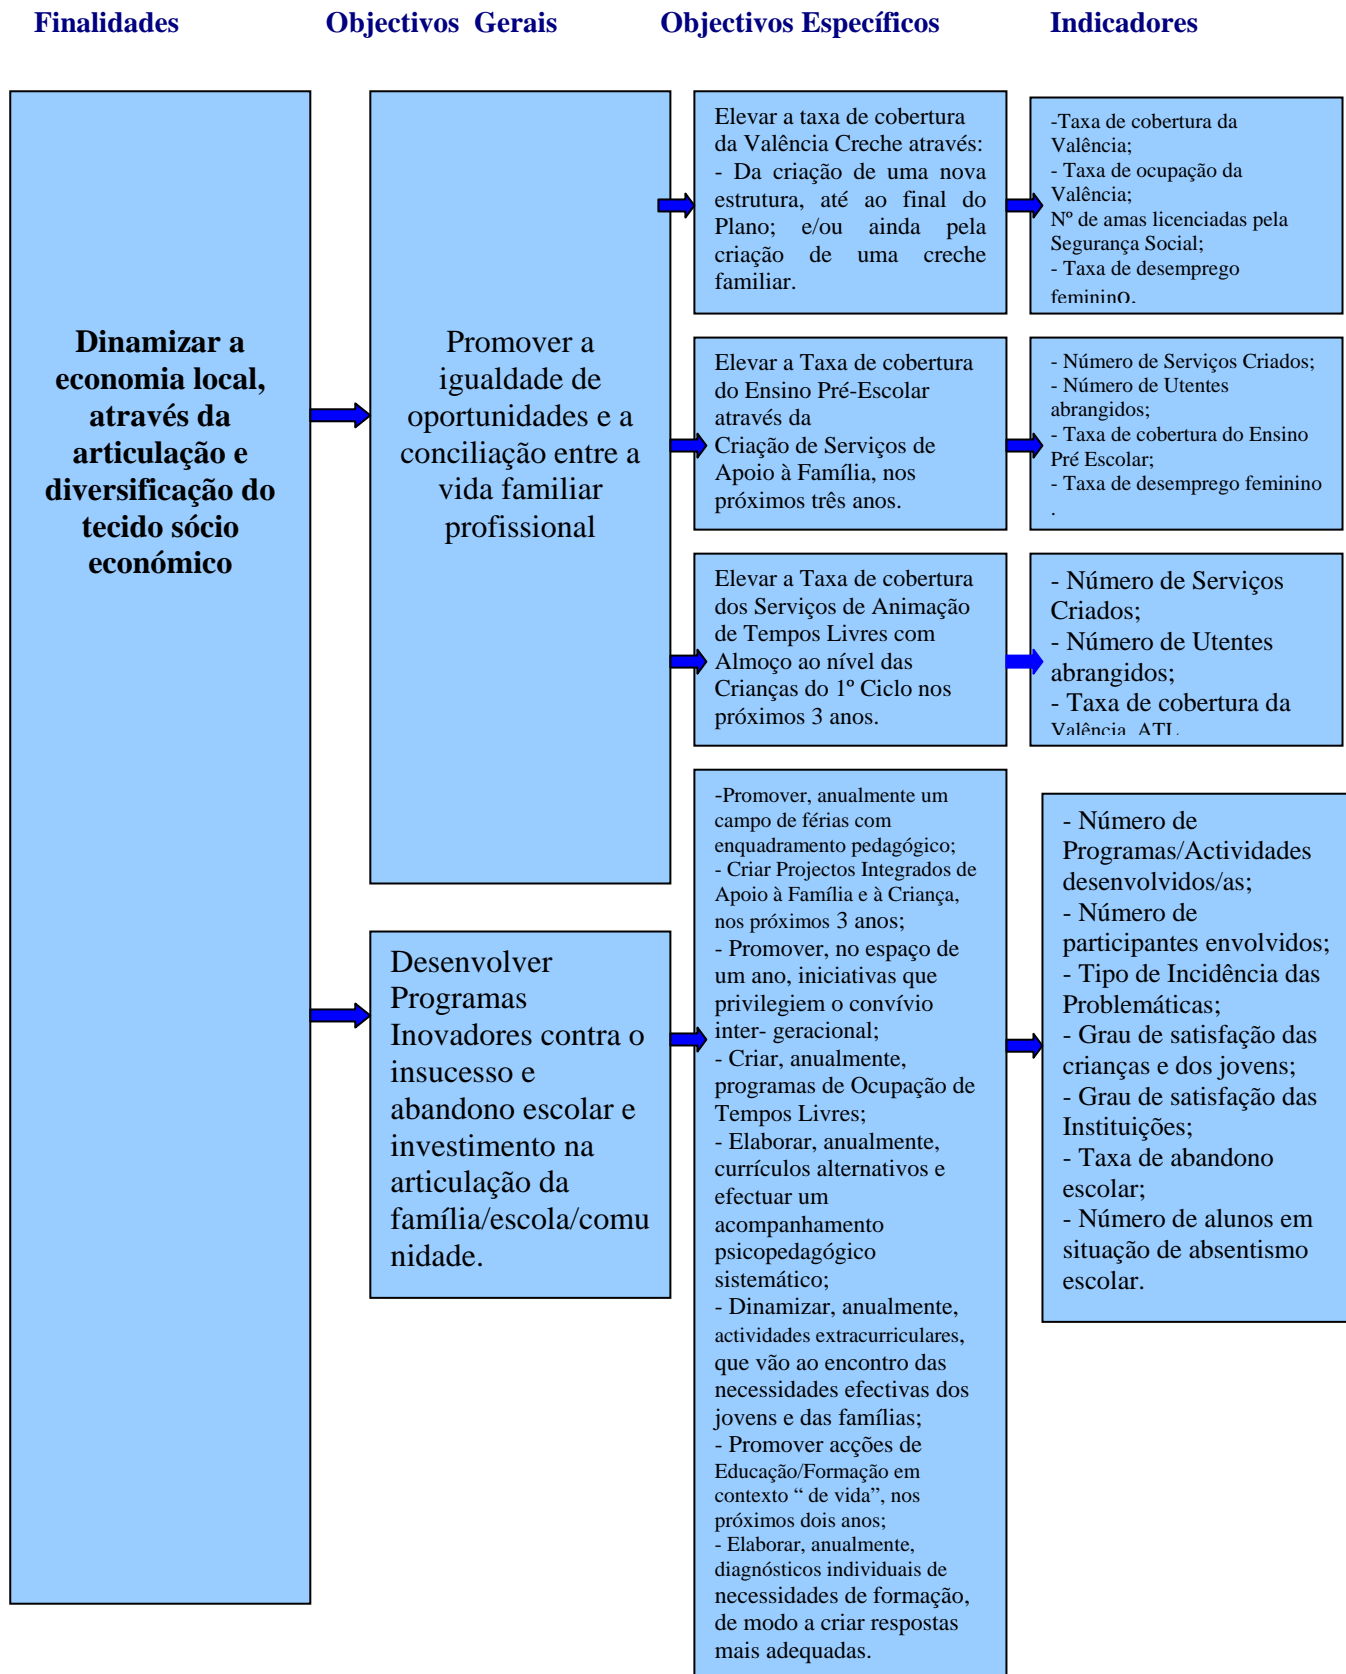 Finalidades
Objectivos Gerais
Objectivos Específicos
Indicadores
Dinamizar a
economia local,
através da
articulação e
diversificação do
tecido sócio
económico
Promover a
igualdade de
oportunidades e a
conciliação entre a
vida familiar
profissional
Elevar a taxa de cobertura
da Valência Creche através:
- Da criação de uma nova
estrutura, até ao final do
Plano; e/ou ainda pela
criação de uma creche
familiar.
-Taxa de cobertura da
Valência;
- Taxa de ocupação da
Valência;
Nº de amas licenciadas pela
Segurança Social;
- Taxa de desemprego
feminino.
Elevar a Taxa de cobertura
do Ensino Pré-Escolar
através da
Criação de Serviços de
Apoio à Família, nos
próximos três anos.
- Número de Serviços Criados;
- Número de Utentes
abrangidos;
- Taxa de cobertura do Ensino
Pré Escolar;
- Taxa de desemprego feminino
.
Elevar a Taxa de cobertura
dos Serviços de Animação
de Tempos Livres com
Almoço ao nível das
Crianças do 1º Ciclo nos
próximos 3 anos.
- Número de Serviços
Criados;
- Número de Utentes
abrangidos;
- Taxa de cobertura da
Valência ATL
Desenvolver
Programas
Inovadores contra o
insucesso e
abandono escolar e
investimento na
articulação da
família/escola/comu
nidade.
-Promover, anualmente um
campo de férias com
enquadramento pedagógico;
- Criar Projectos Integrados de
Apoio à Família e à Criança,
nos próximos 3 anos;
- Promover, no espaço de
um ano, iniciativas que
privilegiem o convívio
inter- geracional;
- Criar, anualmente,
programas de Ocupação de
Tempos Livres;
- Elaborar, anualmente,
currículos alternativos e
efectuar um
acompanhamento
psicopedagógico
sistemático;
- Dinamizar, anualmente,
actividades extracurriculares,
que vão ao encontro das
necessidades efectivas dos
jovens e das famílias;
- Promover acções de
Educação/Formação em
contexto “ de vida”, nos
próximos dois anos;
- Elaborar, anualmente,
diagnósticos individuais de
necessidades de formação,
de modo a criar respostas
mais adequadas.
- Número de
Programas/Actividades
desenvolvidos/as;
- Número de
participantes envolvidos;
- Tipo de Incidência das
Problemáticas;
- Grau de satisfação das
crianças e dos jovens;
- Grau de satisfação das
Instituições;
- Taxa de abandono
escolar;
- Número de alunos em
situação de absentismo
escolar.